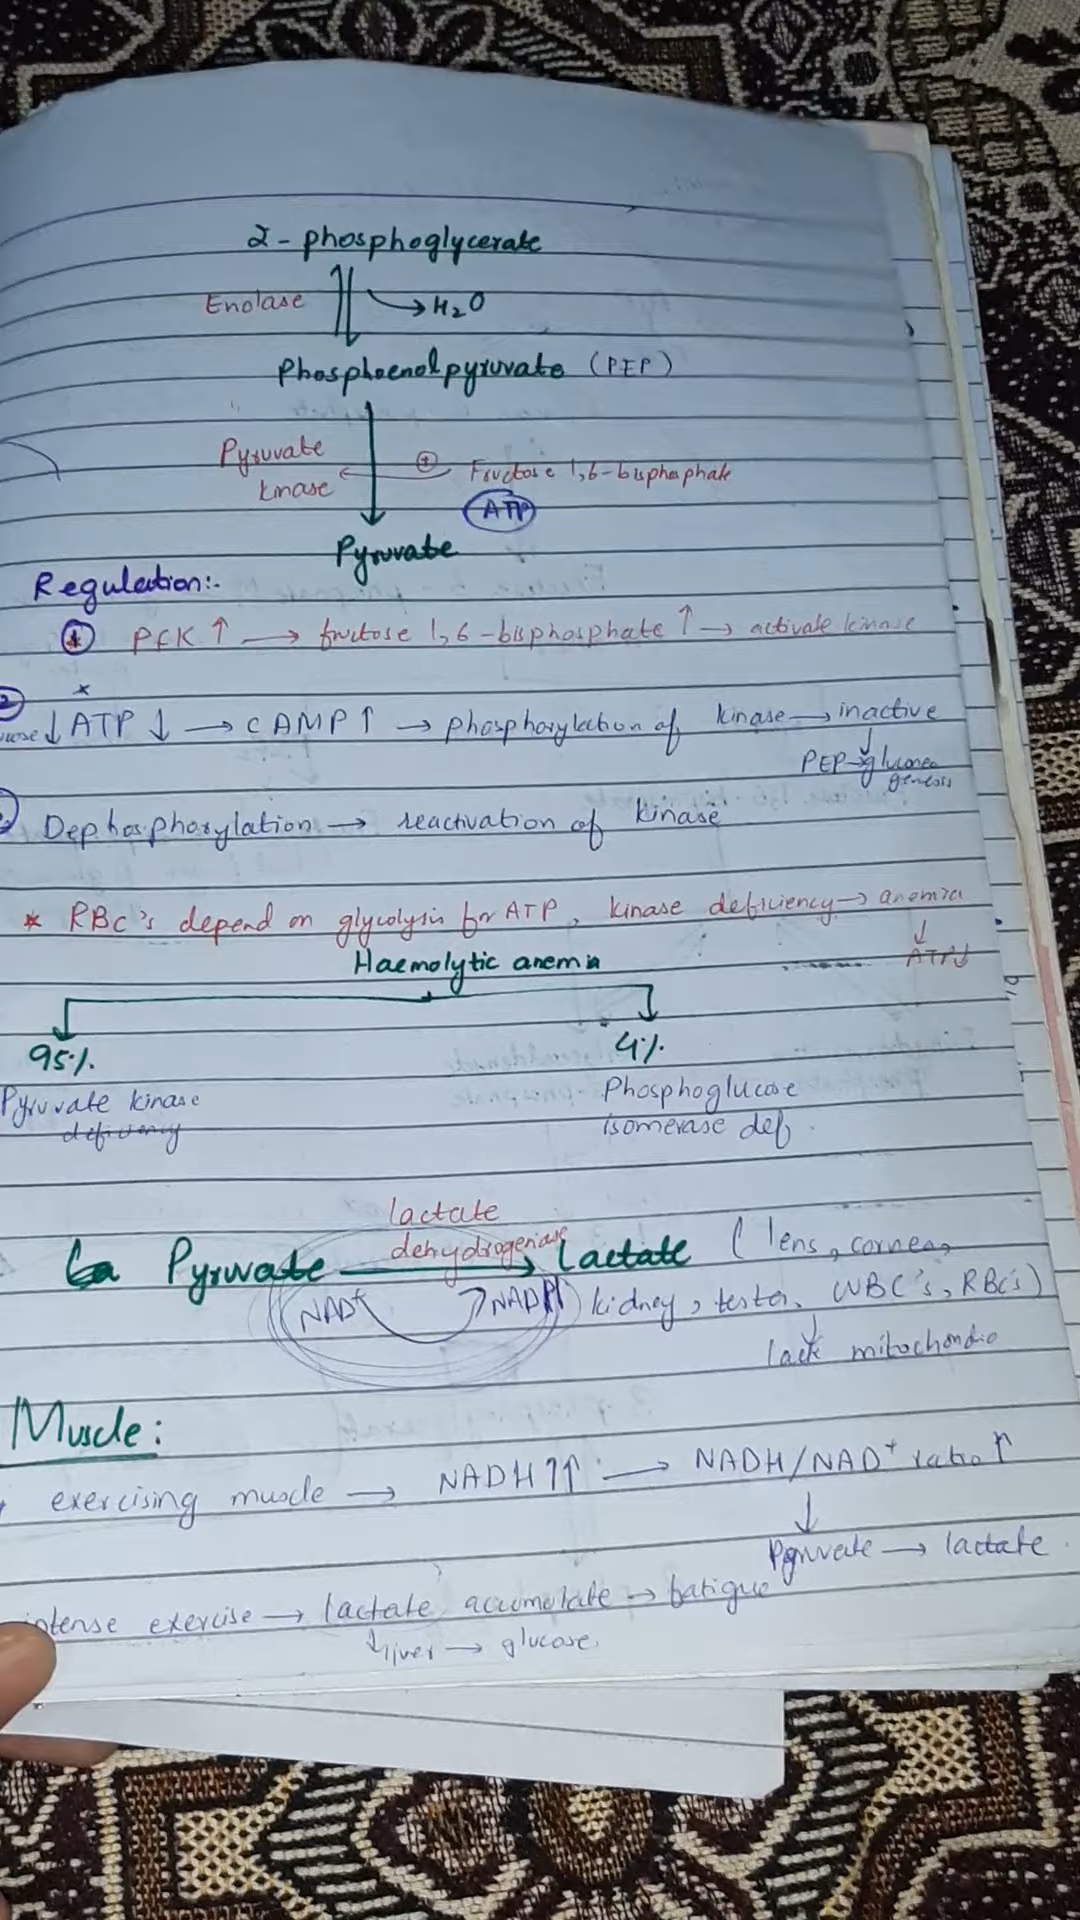 2-phosphoglycerate
Enolase → H2O
Phosphoenolpyruvate (PEP)
Pyruvate kinase ← ⊕ Fructose 1,6-bisphosphate
ATP
Pyruvate
Regulation:-
PFK ↑ → fructose 1,6-bisphosphate ↑ → activate kinase
2
↓ ATP ↓ → cAMP ↑ → phosphorylation of kinase → inactive
↓
PEP → gluconeogenesis
Dephosphorylation → reactivation of kinase
* RBC's depend on glycolysis for ATP, kinase deficiency → anemia
↓
ATP↓
Haemolytic anemia
95% 4%
Pyruvate kinase deficiency
Phosphoglucose isomerase def.
lactate dehydrogenase
Pyruvate → Lactate (lens, cornea,
NAD+ NADH kidney, testes, WBC's, RBC's)
↓
lack mitochondio
Muscle:
exercising muscle → NADH ↑↑ → NADH/NAD+ ratio ↑
↓
Pyruvate → lactate
intense exercise → lactate accumulate → fatigue
↓ liver → glucose.